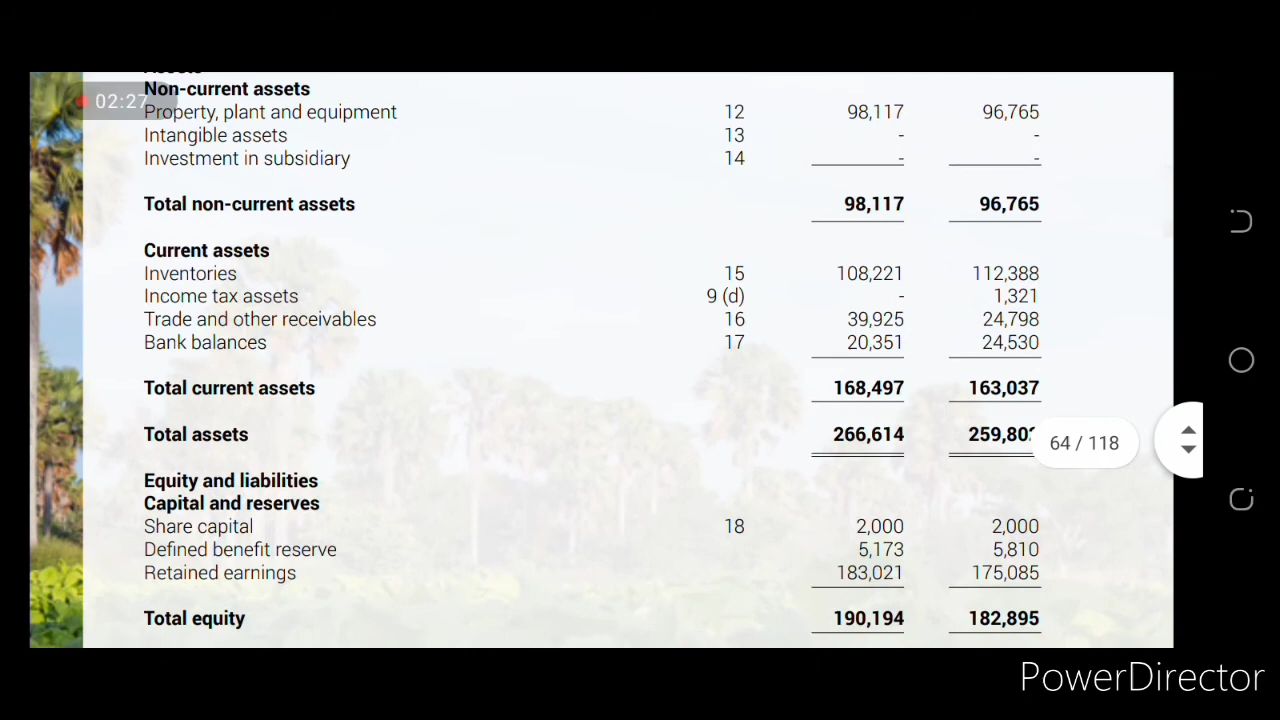 Non-current assets
02:27
Property, plant and equipment 12 98,117 96,765
Intangible assets 13 - -
Investment in subsidiary 14 - -
Total non-current assets 98,117 96,765
Current assets
Inventories 15 108,221 112,388
Income tax assets 9 (d) - 1,321
Trade and other receivables 16 39,925 24,798
Bank balances 17 20,351 24,530
Total current assets 168,497 163,037
Total assets 266,614
64 / 118
Equity and liabilities
Capital and reserves
Share capital 18 2,000 2,000
Defined benefit reserve 5,173 5,810
Retained earnings 183,021 175,085
Total equity 190,194 182,895
PowerDirector